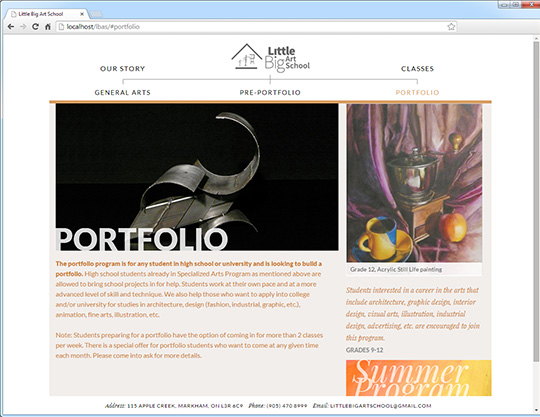 Little Big Art School
localhost/lbas/#portfolio
OUR STORY
Little
Big Art
School
CLASSES
GENERAL ARTS
PRE-PORTFOLIO
PORTFOLIO
PORTFOLIO
The portfolio program is for any student in high school or university and is looking to build a
portfolio. High school students already in Specialized Arts Program as mentioned above are
allowed to bring school projects in for help. Students work at their own pace and at a more
advanced level of skill and technique. We also help those who want to apply into college
and/or university for studies in architecture, design (fashion, industrial, graphic, etc.),
animation, fine arts, illustration, etc.
Note: Students preparing for a portfolio have the option of coming in for more than 2 classes
per week. There is a special offer for portfolio students who want to come at any given time
each month. Please come into ask for more details.
Grade 12, Acrylic Still Life painting
Students interested in a career in the arts that
include architecture, graphic design, interior
design, visual arts, illustration, industrial
design, advertising, etc. are encouraged to join
this program.
GRADES 9-12
Summer
Program
Address: 115 APPLE CREEK, MARKHAM, ON L3R 6C9 Phone: (905) 470 8999 Email: LITTLEBIGARTSCHOOL@GMAIL.COM